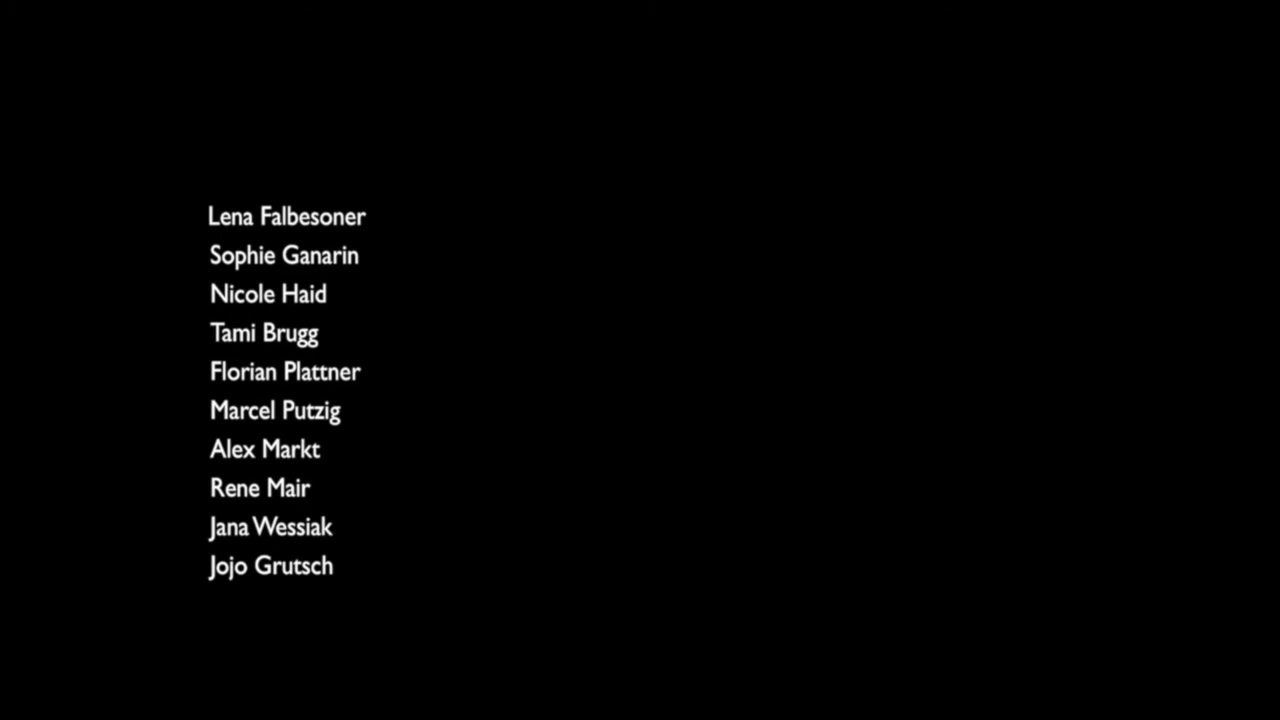 Lena Falbesoner
Sophie Ganarin
Nicole Haid
Tami Brugg
Florian Plattner
Marcel Putzig
Alex Markt
Rene Mair
Jana Wessiak
Jojo Grutsch